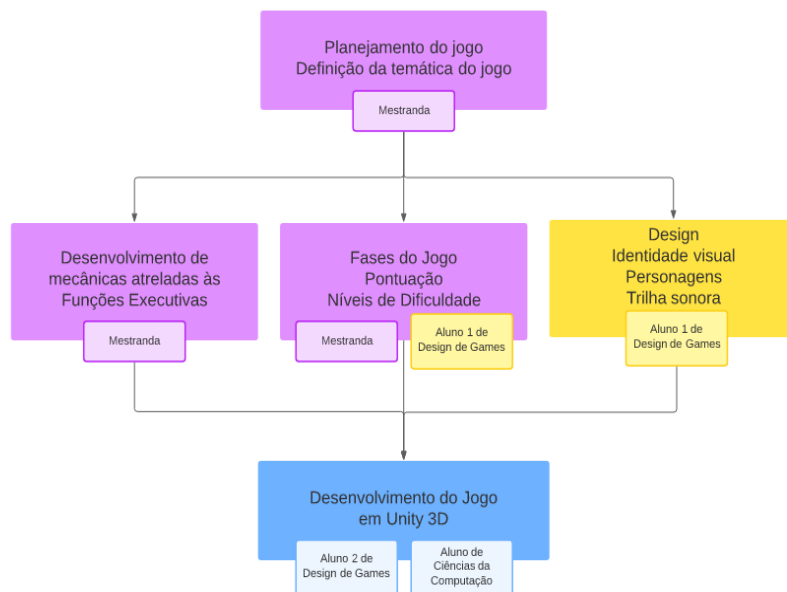 Planejamento do jogo
Definição da temática do jogo
Mestranda
Desenvolvimento de
mecânicas atreladas às
Funções Executivas
Mestranda
Fases do Jogo
Pontuação
Níveis de Dificuldade
Mestranda
Aluno 1 de
Design de Games
Design
Identidade visual
Personagens
Trilha sonora
Aluno 1 de
Design de Games
Desenvolvimento do Jogo
em Unity 3D
Aluno 2 de
Design de Games
Aluno de
Ciências da
Computação